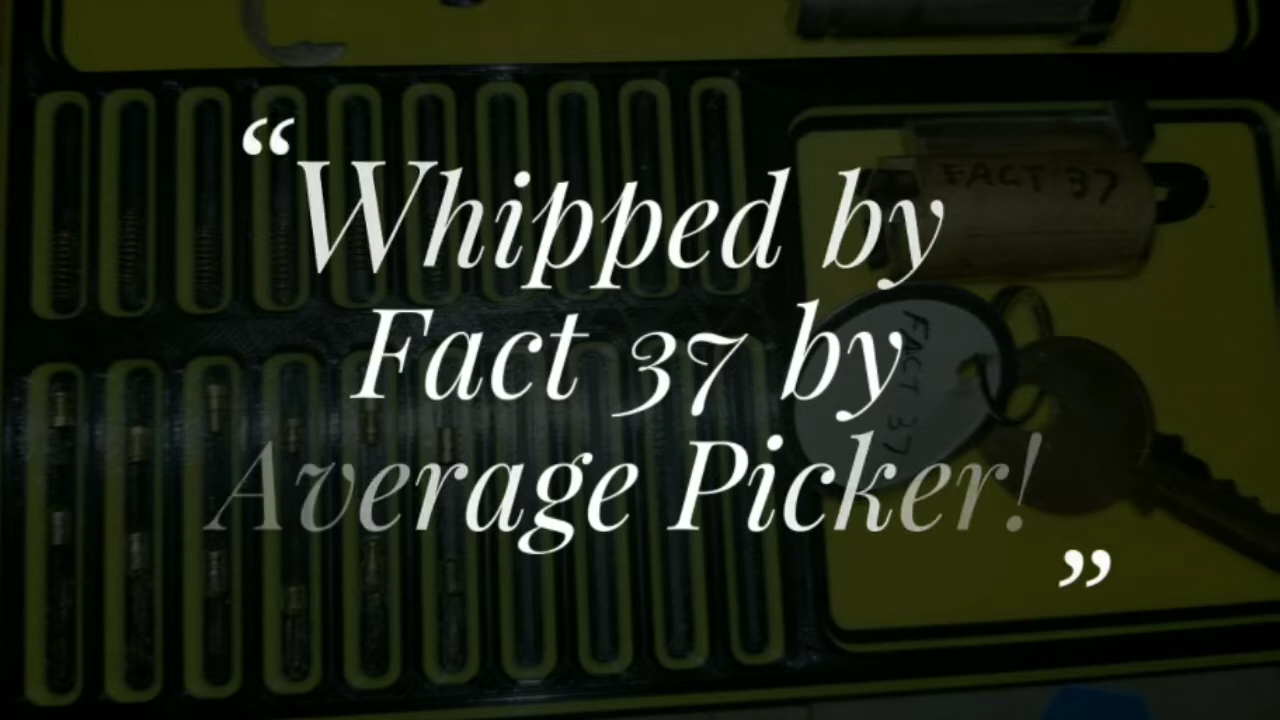 “Whipped by
Fact 37 by
Average Picker!
”
FACT 37
FACT 37